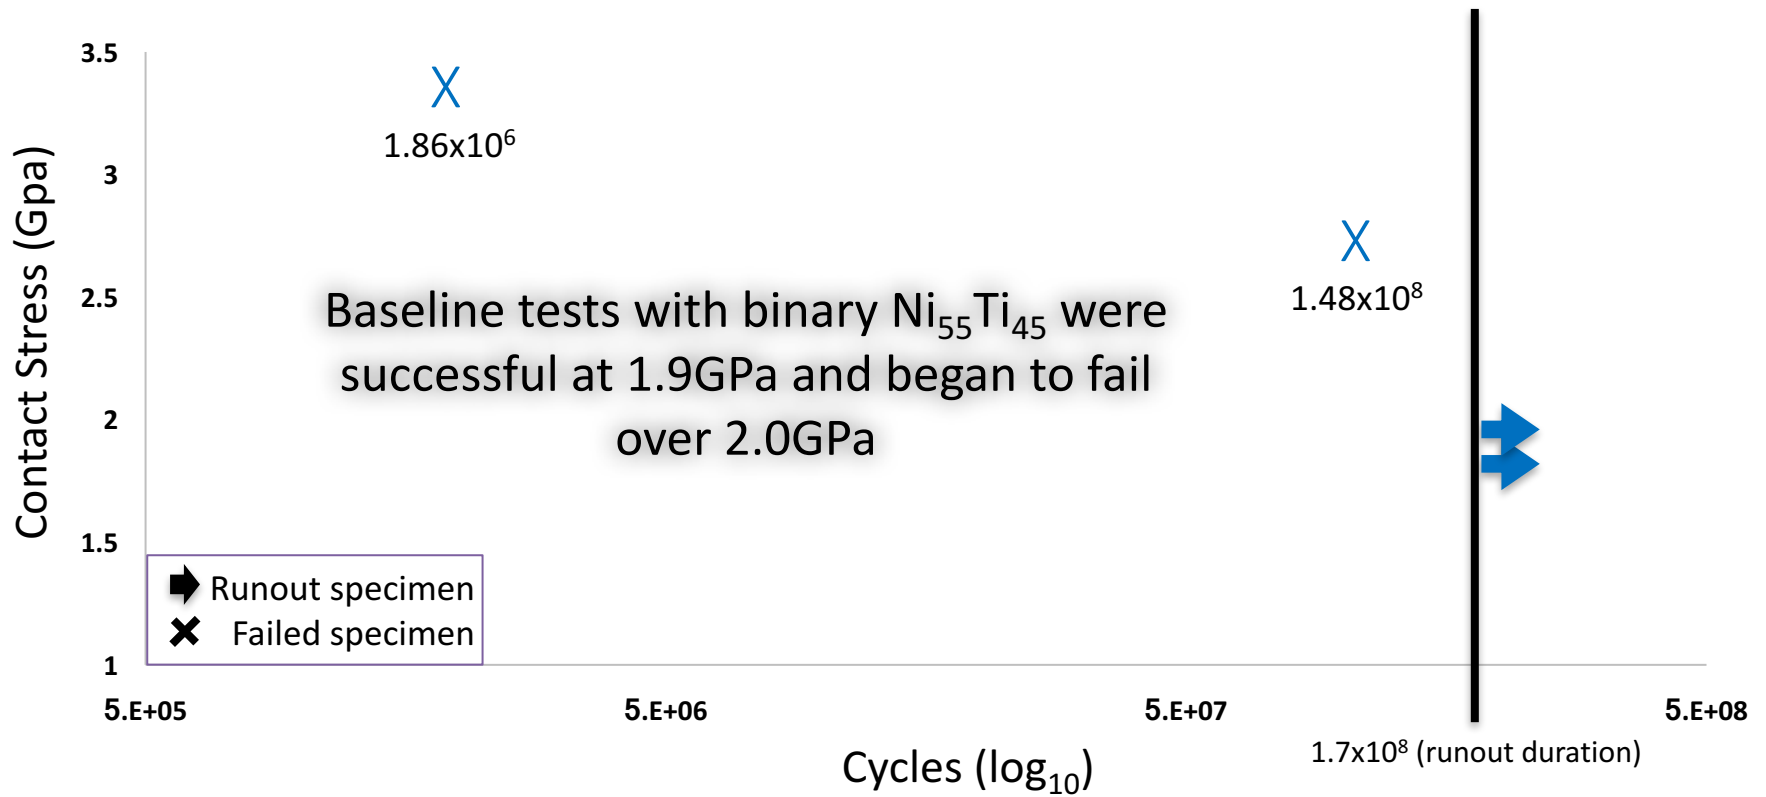 3.5
3
2.5
2
1.5
1
Contact Stress (Gpa)
X
1.86x10⁶
X
1.48x10⁸
Baseline tests with binary Ni₅₅Ti₄₅ were
successful at 1.9GPa and began to fail
over 2.0GPa
Runout specimen
Failed specimen
5.E+05
5.E+06
5.E+07
5.E+08
1.7x10⁸ (runout duration)
Cycles (log₁₀)